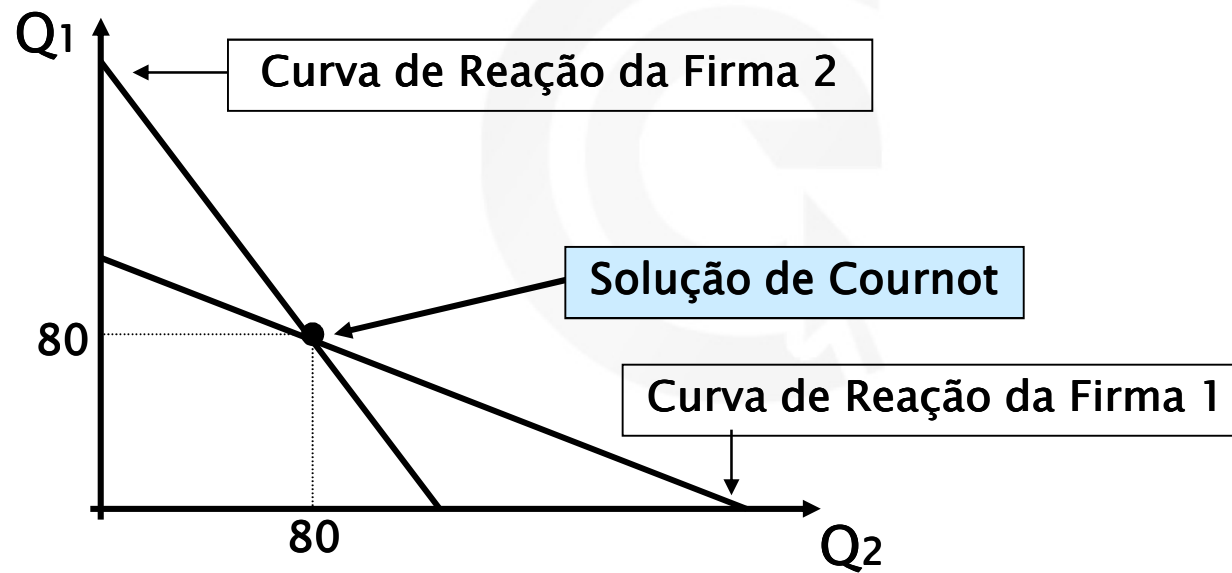 Q1
Curva de Reação da Firma 2
Solução de Cournot
80
Curva de Reação da Firma 1
80
Q2